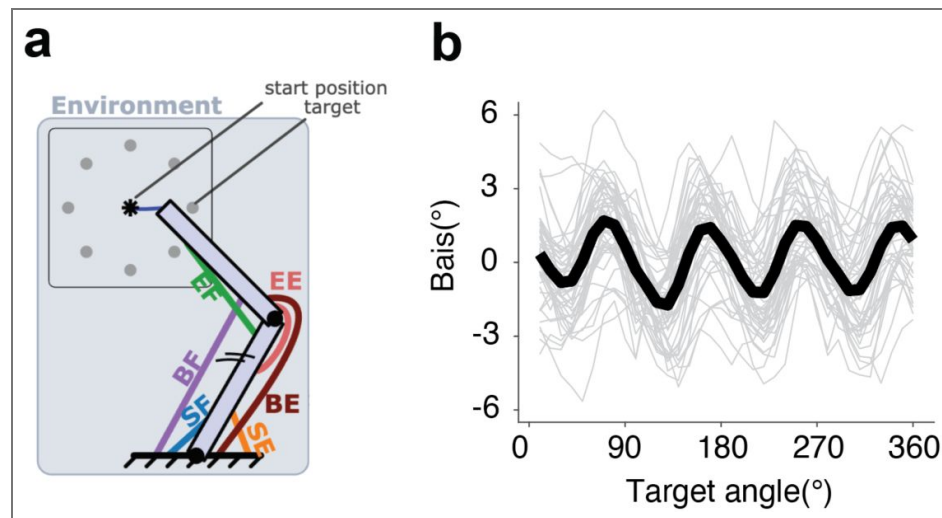 a
start position
target
Environment
EF
EE
BF
SF
BE
SE
b
6
3
0
-3
-6
Bais(°)
0 90 180 270 360
Target angle(°)